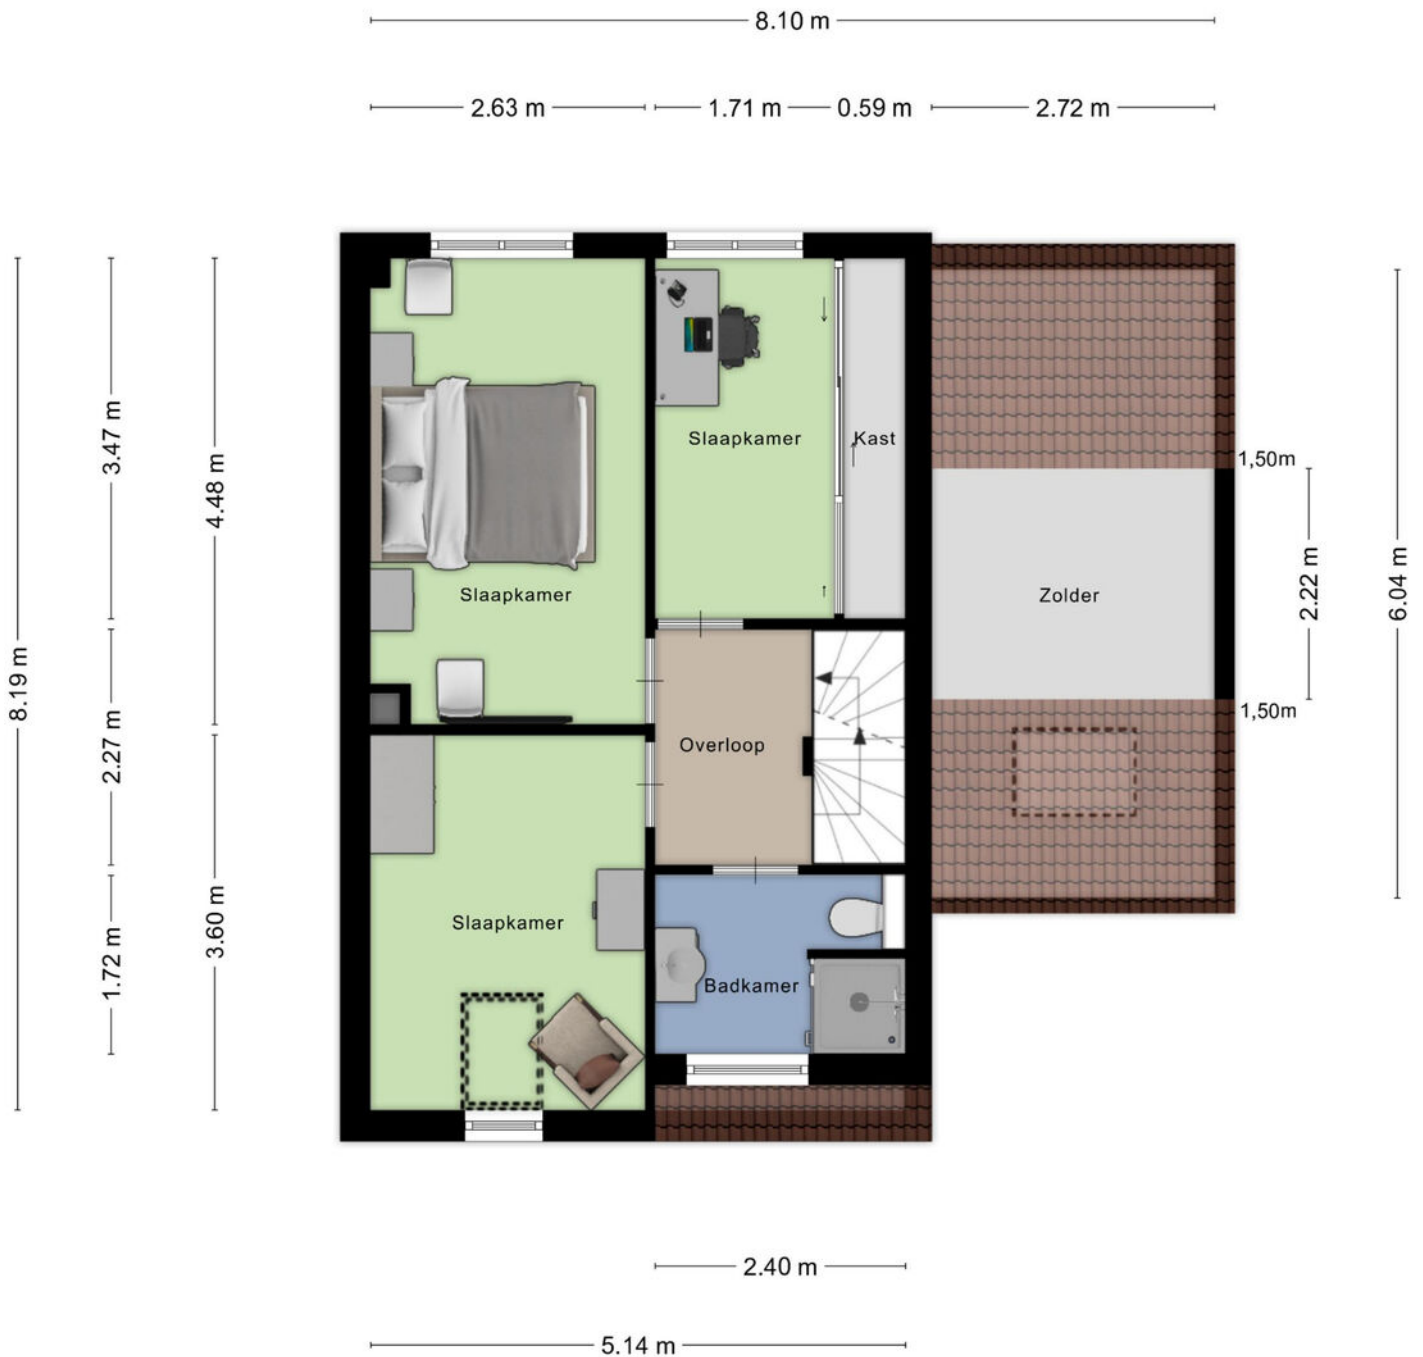 8.10 m
2.63 m
1.71 m
0.59 m
2.72 m
3.47 m
4.48 m
8.19 m
2.27 m
1.72 m
3.60 m
Slaapkamer
Kast
1,50m
Slaapkamer
Zolder
2.22 m
6.04 m
1,50m
Overloop
Slaapkamer
Badkamer
2.40 m
5.14 m